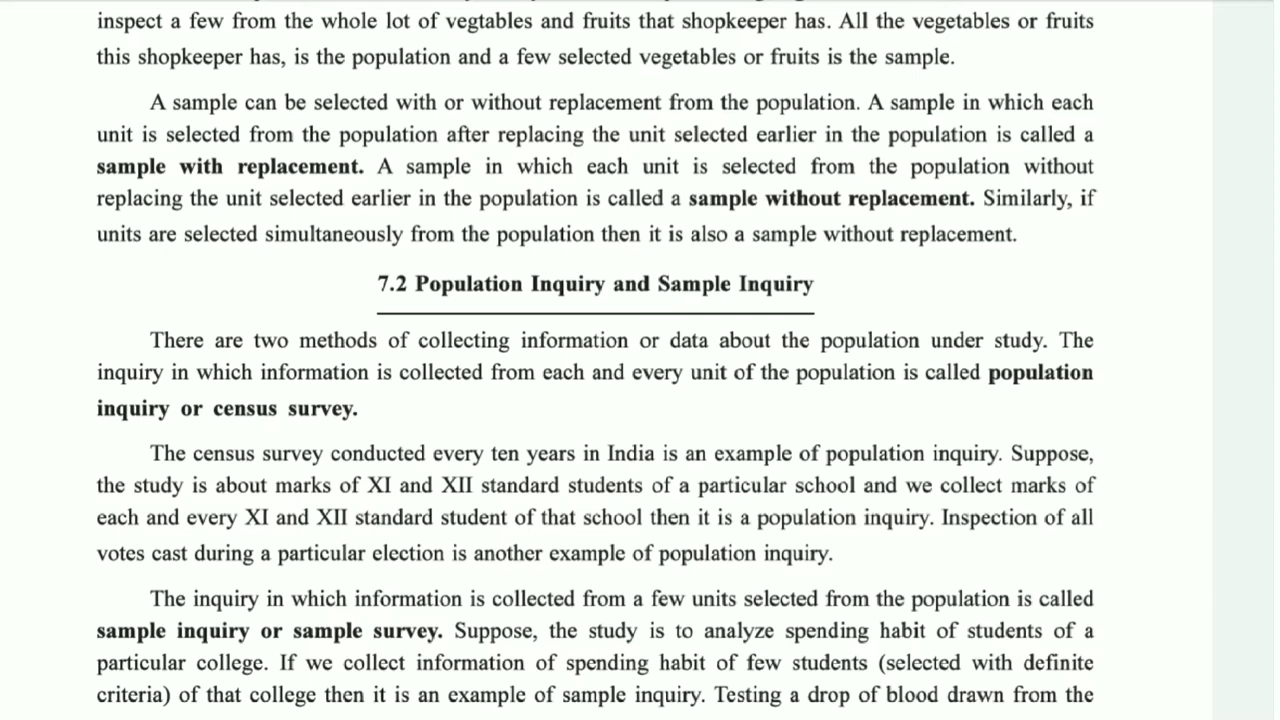 inspect a few from the whole lot of vegtables and fruits that shopkeeper has. All the vegetables or fruits
this shopkeeper has, is the population and a few selected vegetables or fruits is the sample.
A sample can be selected with or without replacement from the population. A sample in which each
unit is selected from the population after replacing the unit selected earlier in the population is called a
sample with replacement. A sample in which each unit is selected from the population without
replacing the unit selected earlier in the population is called a sample without replacement. Similarly, if
units are selected simultaneously from the population then it is also a sample without replacement.
7.2 Population Inquiry and Sample Inquiry
There are two methods of collecting information or data about the population under study. The
inquiry in which information is collected from each and every unit of the population is called population
inquiry or census survey.
The census survey conducted every ten years in India is an example of population inquiry. Suppose,
the study is about marks of XI and XII standard students of a particular school and we collect marks of
each and every XI and XII standard student of that school then it is a population inquiry. Inspection of all
votes cast during a particular election is another example of population inquiry.
The inquiry in which information is collected from a few units selected from the population is called
sample inquiry or sample survey. Suppose, the study is to analyze spending habit of students of a
particular college. If we collect information of spending habit of few students (selected with definite
criteria) of that college then it is an example of sample inquiry. Testing a drop of blood drawn from the